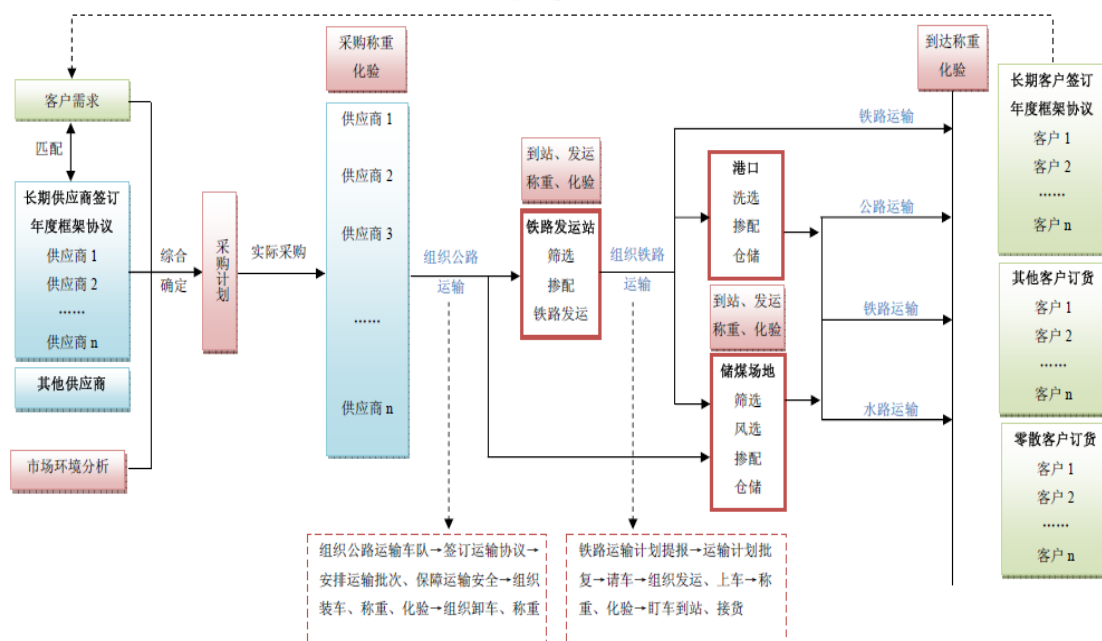 客户需求
匹配
长期供应商签订
年度框架协议
供应商 1
供应商 2
……
供应商 n
其他供应商
市场环境分析
综合
确定
采购计划
实际采购
采购称重
化验
供应商 1
供应商 2
供应商 3
……
供应商 n
组织公路
运输
到站、发运
称重、化验
铁路发运站
筛选
掺配
铁路发运
组织铁路
运输
港口
洗选
掺配
仓储
到站、发运
称重、化验
储煤场地
筛选
风选
掺配
仓储
铁路运输
公路运输
铁路运输
水路运输
到达称重
化验
长期客户签订
年度框架协议
客户 1
客户 2
……
客户 n
其他客户订货
客户 1
客户 2
……
客户 n
零散客户订货
客户 1
客户 2
……
客户 n
组织公路运输车队→签订运输协议→
安排运输批次、保障运输安全→组织
装车、称重、化验→组织卸车、称重
铁路运输计划提报→运输计划批
复→请车→组织发运、上车→称
重、化验→盯车到站、接货